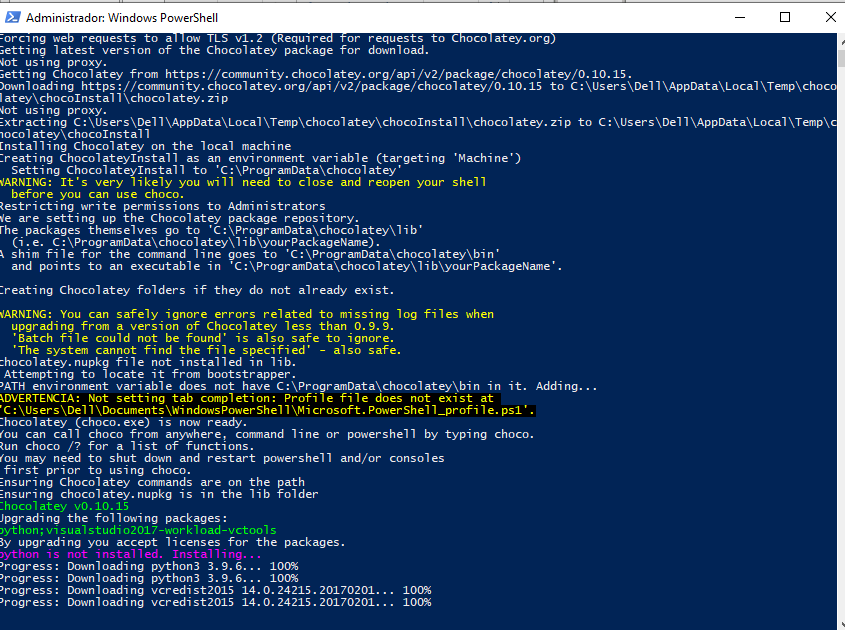 Administrador: Windows PowerShell
Forcing web requests to allow TLS v1.2 (Required for requests to Chocolatey.org)
Getting latest version of the Chocolatey package for download.
Not using proxy.
Getting Chocolatey from https://community.chocolatey.org/api/v2/package/chocolatey/0.10.15.
Downloading https://community.chocolatey.org/api/v2/package/chocolatey/0.10.15 to C:\Users\Dell\AppData\Local\Temp\choco
latey\chocoInstall\chocolatey.zip
Not using proxy.
Extracting C:\Users\Dell\AppData\Local\Temp\chocolatey\chocoInstall\chocolatey.zip to C:\Users\Dell\AppData\Local\Temp\c
hocolatey\chocoInstall
Installing Chocolatey on the local machine
Creating ChocolateyInstall as an environment variable (targeting 'Machine')
Setting ChocolateyInstall to 'C:\ProgramData\chocolatey'
WARNING: It's very likely you will need to close and reopen your shell
before you can use choco.
Restricting write permissions to Administrators
We are setting up the Chocolatey package repository.
The packages themselves go to 'C:\ProgramData\chocolatey\lib'
(i.e. C:\ProgramData\chocolatey\lib\yourPackageName).
A shim file for the command line goes to 'C:\ProgramData\chocolatey\bin'
and points to an executable in 'C:\ProgramData\chocolatey\lib\yourPackageName'.
Creating Chocolatey folders if they do not already exist.
WARNING: You can safely ignore errors related to missing log files when
upgrading from a version of Chocolatey less than 0.9.9.
'Batch file could not be found' is also safe to ignore.
'The system cannot find the file specified' - also safe.
chocolatey.nupkg file not installed in lib.
Attempting to locate it from bootstrapper.
PATH environment variable does not have C:\ProgramData\chocolatey\bin in it. Adding...
ADVERTENCIA: Not setting tab completion: Profile file does not exist at
'C:\Users\Dell\Documents\WindowsPowerShell\Microsoft.PowerShell_profile.ps1'.
Chocolatey (choco.exe) is now ready.
You can call choco from anywhere, command line or powershell by typing choco.
Run choco /? for a list of functions.
You may need to shut down and restart powershell and/or consoles
first prior to using choco.
Ensuring Chocolatey commands are on the path
Ensuring chocolatey.nupkg is in the lib folder
Chocolatey v0.10.15
Upgrading the following packages:
python;visualstudio2017-workload-vctools
By upgrading you accept licenses for the packages.
python is not installed. Installing...
Progress: Downloading python3 3.9.6... 100%
Progress: Downloading python3 3.9.6... 100%
Progress: Downloading vcredist2015 14.0.24215.20170201... 100%
Progress: Downloading vcredist2015 14.0.24215.20170201... 100%